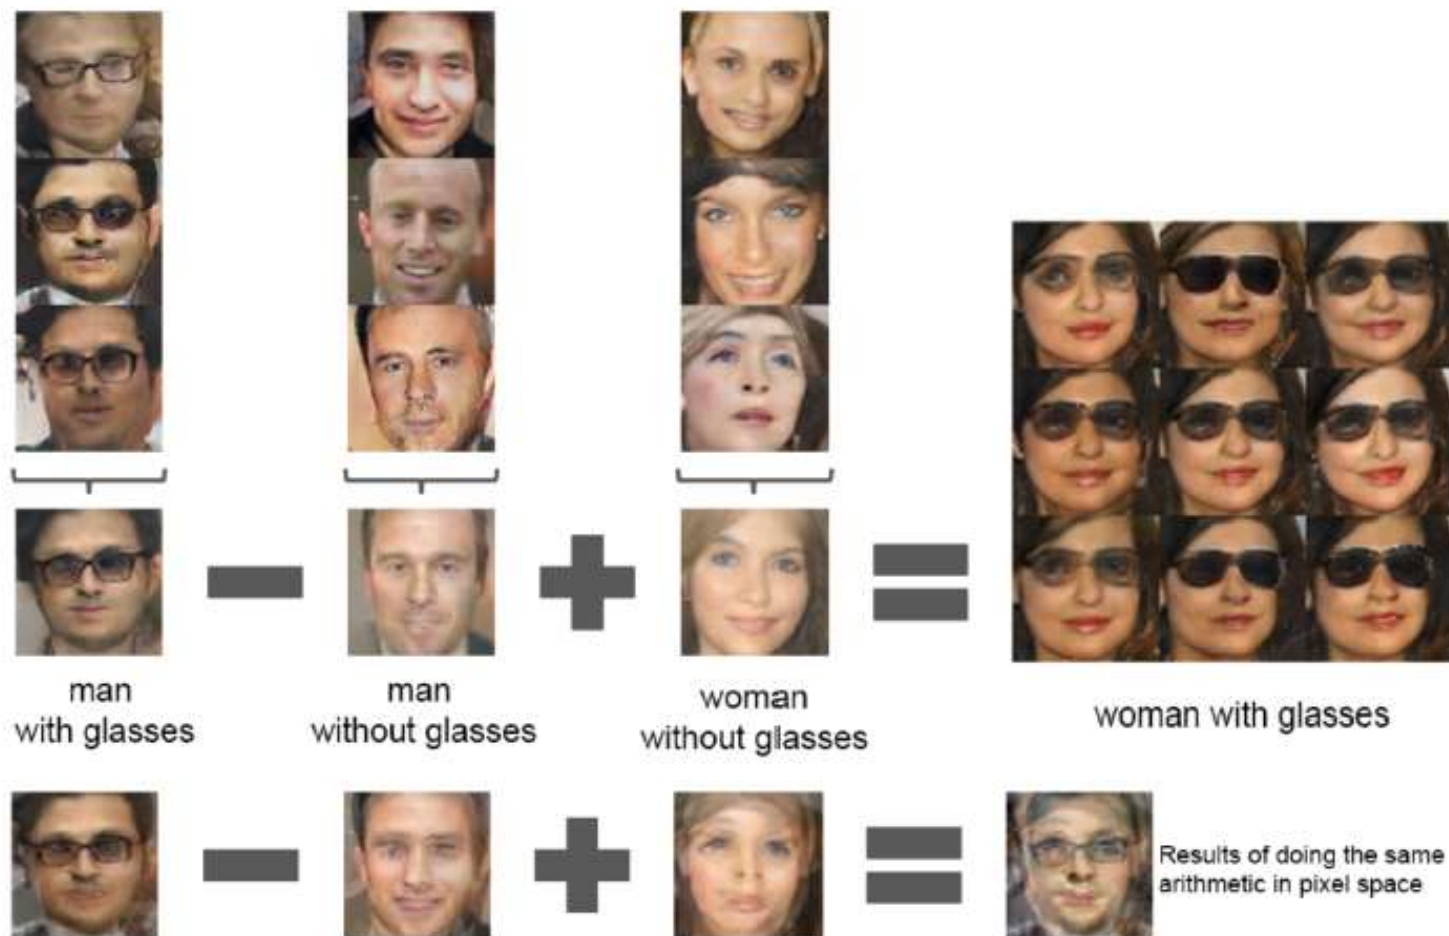 man
with glasses
man
without glasses
woman
without glasses
woman with glasses
Results of doing the same
arithmetic in pixel space